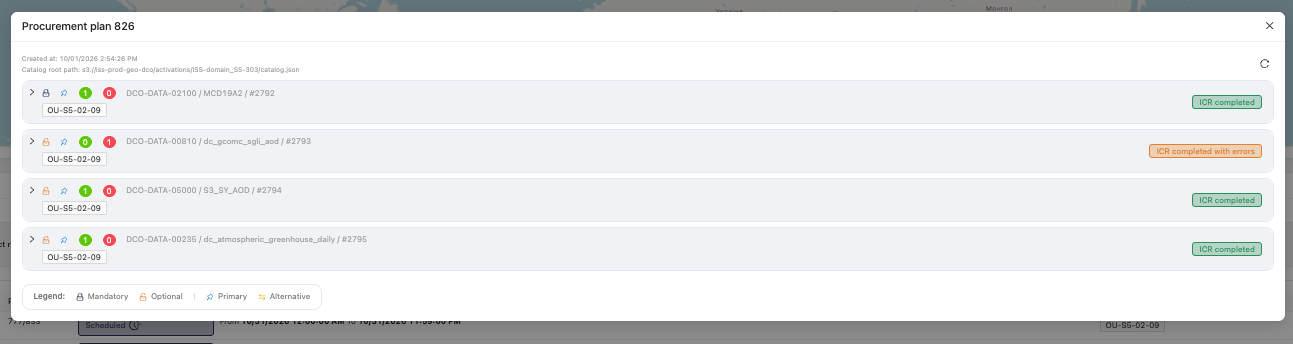 Монгол
Procurement plan 826
Created at: 10/01/2026 2:54:26 PM
Catalog root path: s3://iss-prod-geo-dco/activations/ISS-domain_S5-303/catalog.json
1 0 DCO-DATA-02100 / MCD19A2 / #2792
OU-S5-02-09
ICR completed
0 1 DCO-DATA-00810 / dc_gcomc_sgli_aod / #2793
OU-S5-02-09
ICR completed with errors
1 0 DCO-DATA-05000 / S3_SY_AOD / #2794
OU-S5-02-09
ICR completed
1 0 DCO-DATA-00235 / dc_atmospheric_greenhouse_daily / #2795
OU-S5-02-09
ICR completed
Legend: Mandatory Optional Primary Alternative
Scheduled
From 10/31/2026 12:00:00 AM To 10/31/2026 11:59:00 PM
OU-S5-02-09